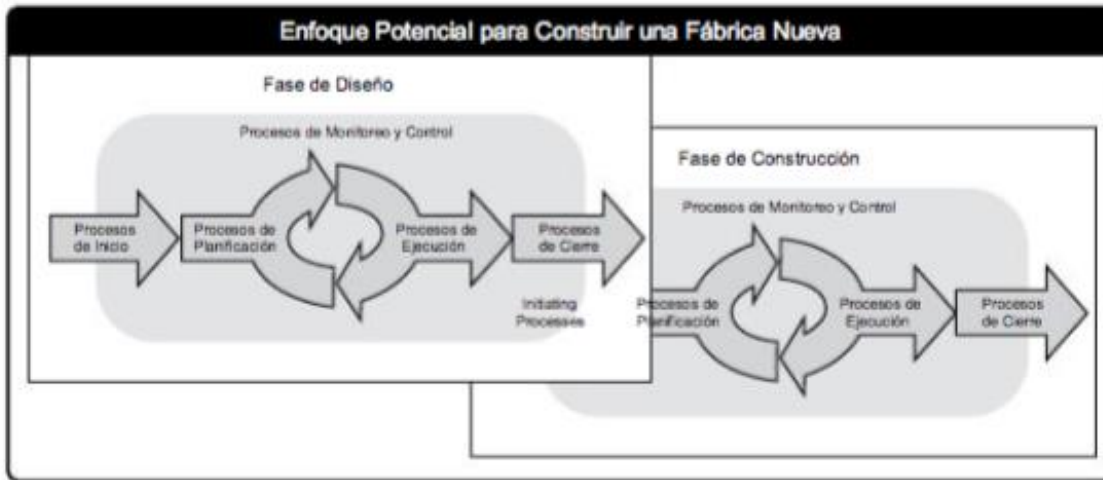 Enfoque Potencial para Construir una Fábrica Nueva
Fase de Diseño
Procesos de Monitoreo y Control
Procesos
de Inicio
Procesos de
Planificación
Procesos de
Ejecución
Procesos
de Cierre
Initiating
Processes
Fase de Construcción
Procesos de Monitoreo y Control
Procesos de
Planificación
Procesos de
Ejecución
Procesos
de Cierre